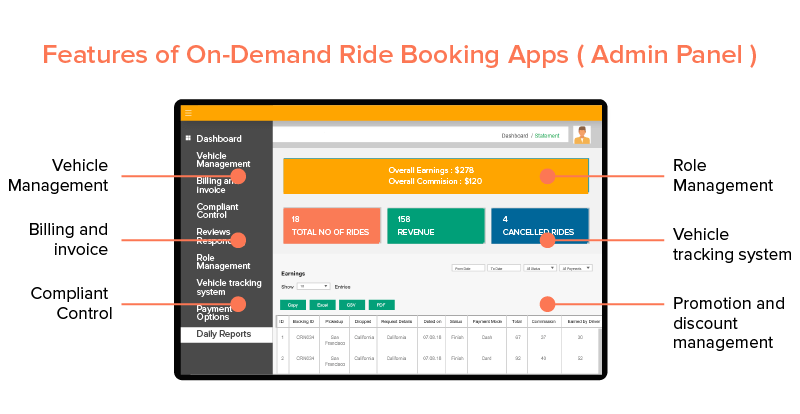 Features of On-Demand Ride Booking Apps ( Admin Panel )
Vehicle
Management
Billing and
invoice
Compliant
Control
Dashboard
Vehicle
Management
Billing and
invoice
Compliant
Control
Reviews
Role
Management
Vehicle tracking
system
Payment
Options
Daily Reports
Dashboard / Statement
Overall Earnings : $278
Overall Commision : $120
18
TOTAL NO OF RIDES
158
REVENUE
4
CANCELLED RIDES
From Date
To Date
All Status
All Payments
Earnings
Show 10 Entries
Copy Excel CSV PDF
ID Booking ID Pickedup Dropped Request Details Dated on Status Payment Mode Total Commission Earned by Driver
1 CRN034 San Francisco California California 07.09.18 Finish Cash 67 37 30
2 CRN034 San Francisco California California 07.09.18 Finish Cash 92 40 52
Role
Management
Vehicle
tracking system
Promotion and
discount
management